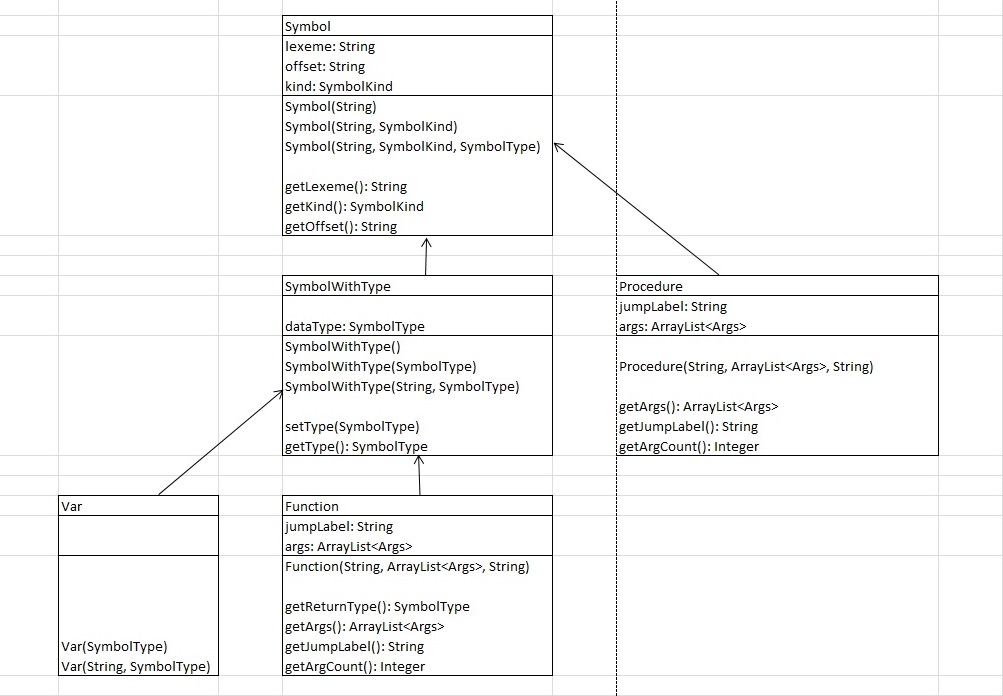 Symbol
lexeme: String
offset: String
kind: SymbolKind
Symbol(String)
Symbol(String, SymbolKind)
Symbol(String, SymbolKind, SymbolType)
getLexeme(): String
getKind(): SymbolKind
getOffset(): String
SymbolWithType
dataType: SymbolType
SymbolWithType()
SymbolWithType(SymbolType)
SymbolWithType(String, SymbolType)
setType(SymbolType)
getType(): SymbolType
Procedure
jumpLabel: String
args: ArrayList<Args>
Procedure(String, ArrayList<Args>, String)
getArgs(): ArrayList<Args>
getJumpLabel(): String
getArgCount(): Integer
Var
Var(SymbolType)
Var(String, SymbolType)
Function
jumpLabel: String
args: ArrayList<Args>
Function(String, ArrayList<Args>, String)
getReturnType(): SymbolType
getArgs(): ArrayList<Args>
getJumpLabel(): String
getArgCount(): Integer